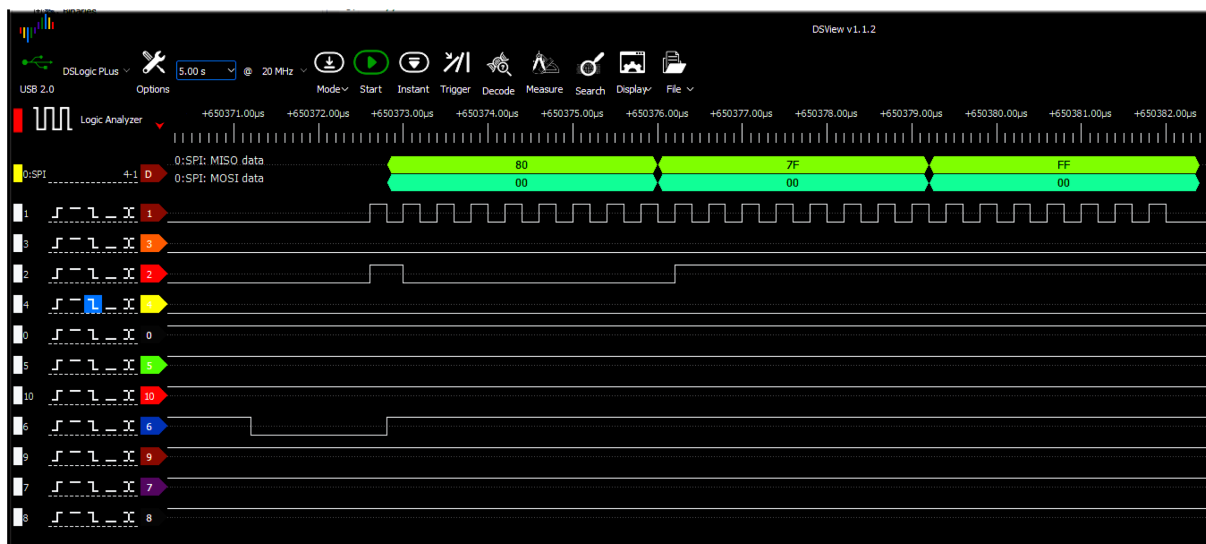 DSView v1.1.2
USB 2.0
DSLogic PLus
Options
5.00 s @ 20 MHz
Mode Start Instant Trigger Decode Measure Search Display File
Logic Analyzer
+650371.00µs +650372.00µs +650373.00µs +650374.00µs +650375.00µs +650376.00µs +650377.00µs +650378.00µs +650379.00µs +650380.00µs +650381.00µs +650382.00µs
0:SPI 4-1 D
0:SPI: MISO data 80 7F FF
0:SPI: MOSI data 00 00 00
1 1
3 3
2 2
4 4
0 0
5 5
10 10
6 6
9 9
7 7
8 8